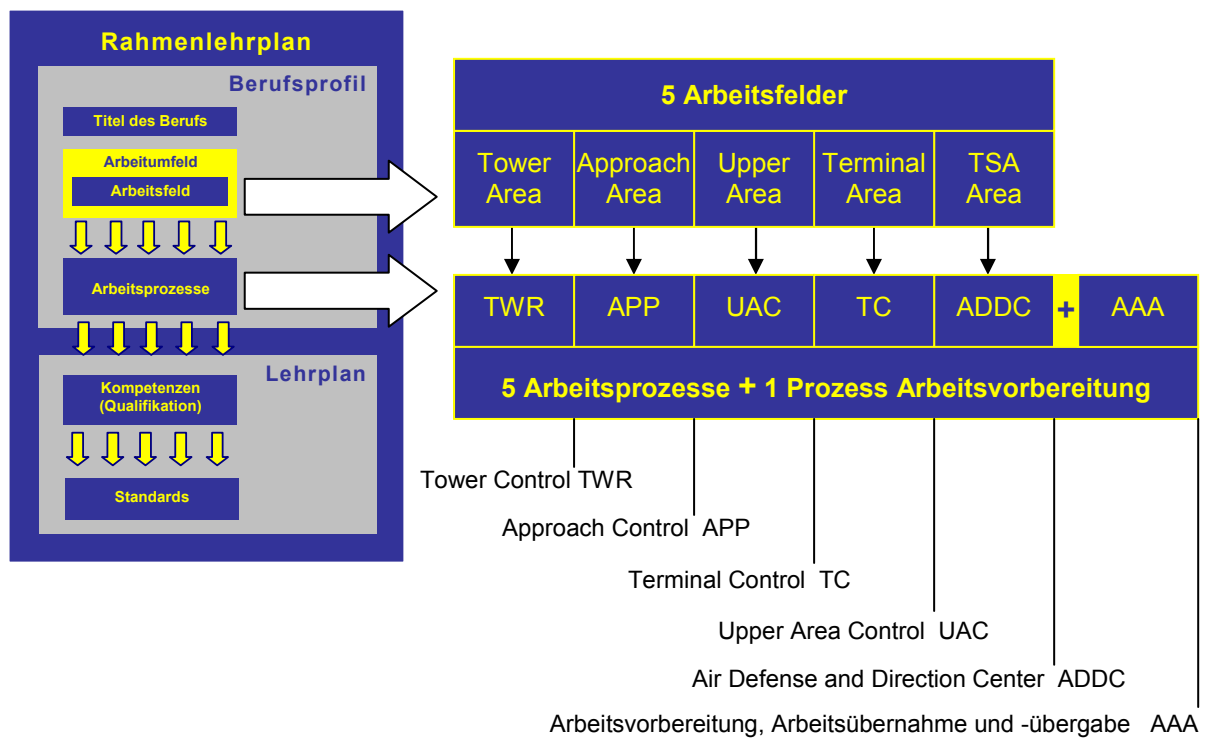 Rahmenlehrplan
Berufsprofil
Titel des Berufs
Arbeitumfeld
Arbeitsfeld
Arbeitsprozesse
Lehrplan
Kompetenzen
(Qualifikation)
Standards
5 Arbeitsfelder
Tower
Area
Approach
Area
Upper
Area
Terminal
Area
TSA
Area
TWR
APP
UAC
TC
ADDC
+
AAA
5 Arbeitsprozesse + 1 Prozess Arbeitsvorbereitung
Tower Control TWR
Approach Control APP
Terminal Control TC
Upper Area Control UAC
Air Defense and Direction Center ADDC
Arbeitsvorbereitung, Arbeitsübernahme und -übergabe AAA